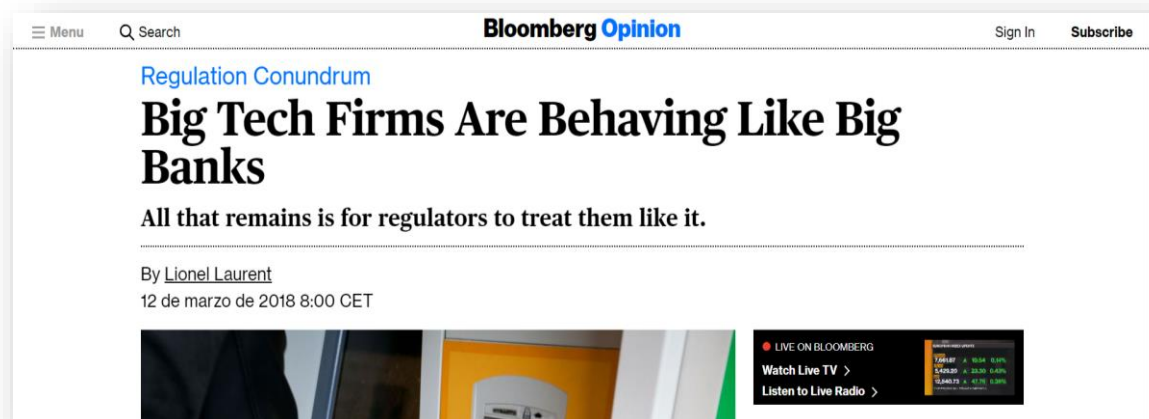 Menu Search Bloomberg Opinion Sign In Subscribe
Regulation Conundrum
Big Tech Firms Are Behaving Like Big
Banks
All that remains is for regulators to treat them like it.
By Lionel Laurent
12 de marzo de 2018 8:00 CET
LIVE ON BLOOMBERG
Watch Live TV >
Listen to Live Radio >